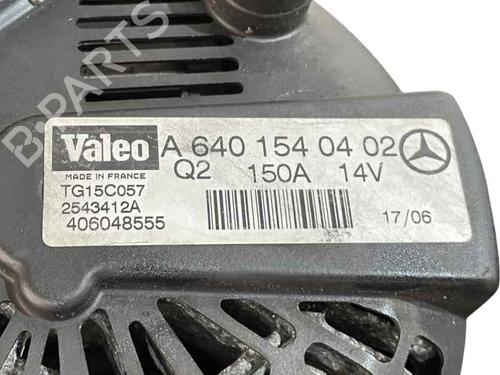 Valeo A 640 154 04 02
MADE IN FRANCE Q2 150A 14V
TG15C057
2543412A
406048555 17/06
B-PARTS